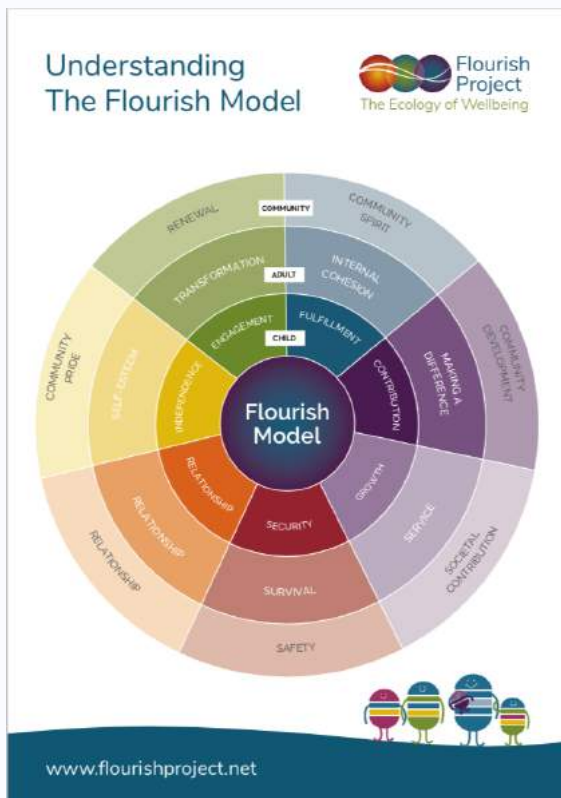 Understanding
The Flourish Model
Flourish
Project
The Ecology of Wellbeing
COMMUNITY
ADULT
CHILD
COMMUNITY
SPIRIT
INTERNAL
COHESION
FULFILLMENT
COMMUNITY
DEVELOPMENT
MAKING A
DIFFERENCE
CONTRIBUTION
SOCIETAL
CONTRIBUTION
SERVICE
GROWTH
SAFETY
SURVIVAL
SECURITY
RELATIONSHIP
RELATIONSHIP
RELATIONSHIP
COMMUNITY
PRIDE
SELF-ESTEEM
INDEPENDENCE
RENEWAL
TRANSFORMATION
ENGAGEMENT
Flourish
Model
www.flourishproject.net